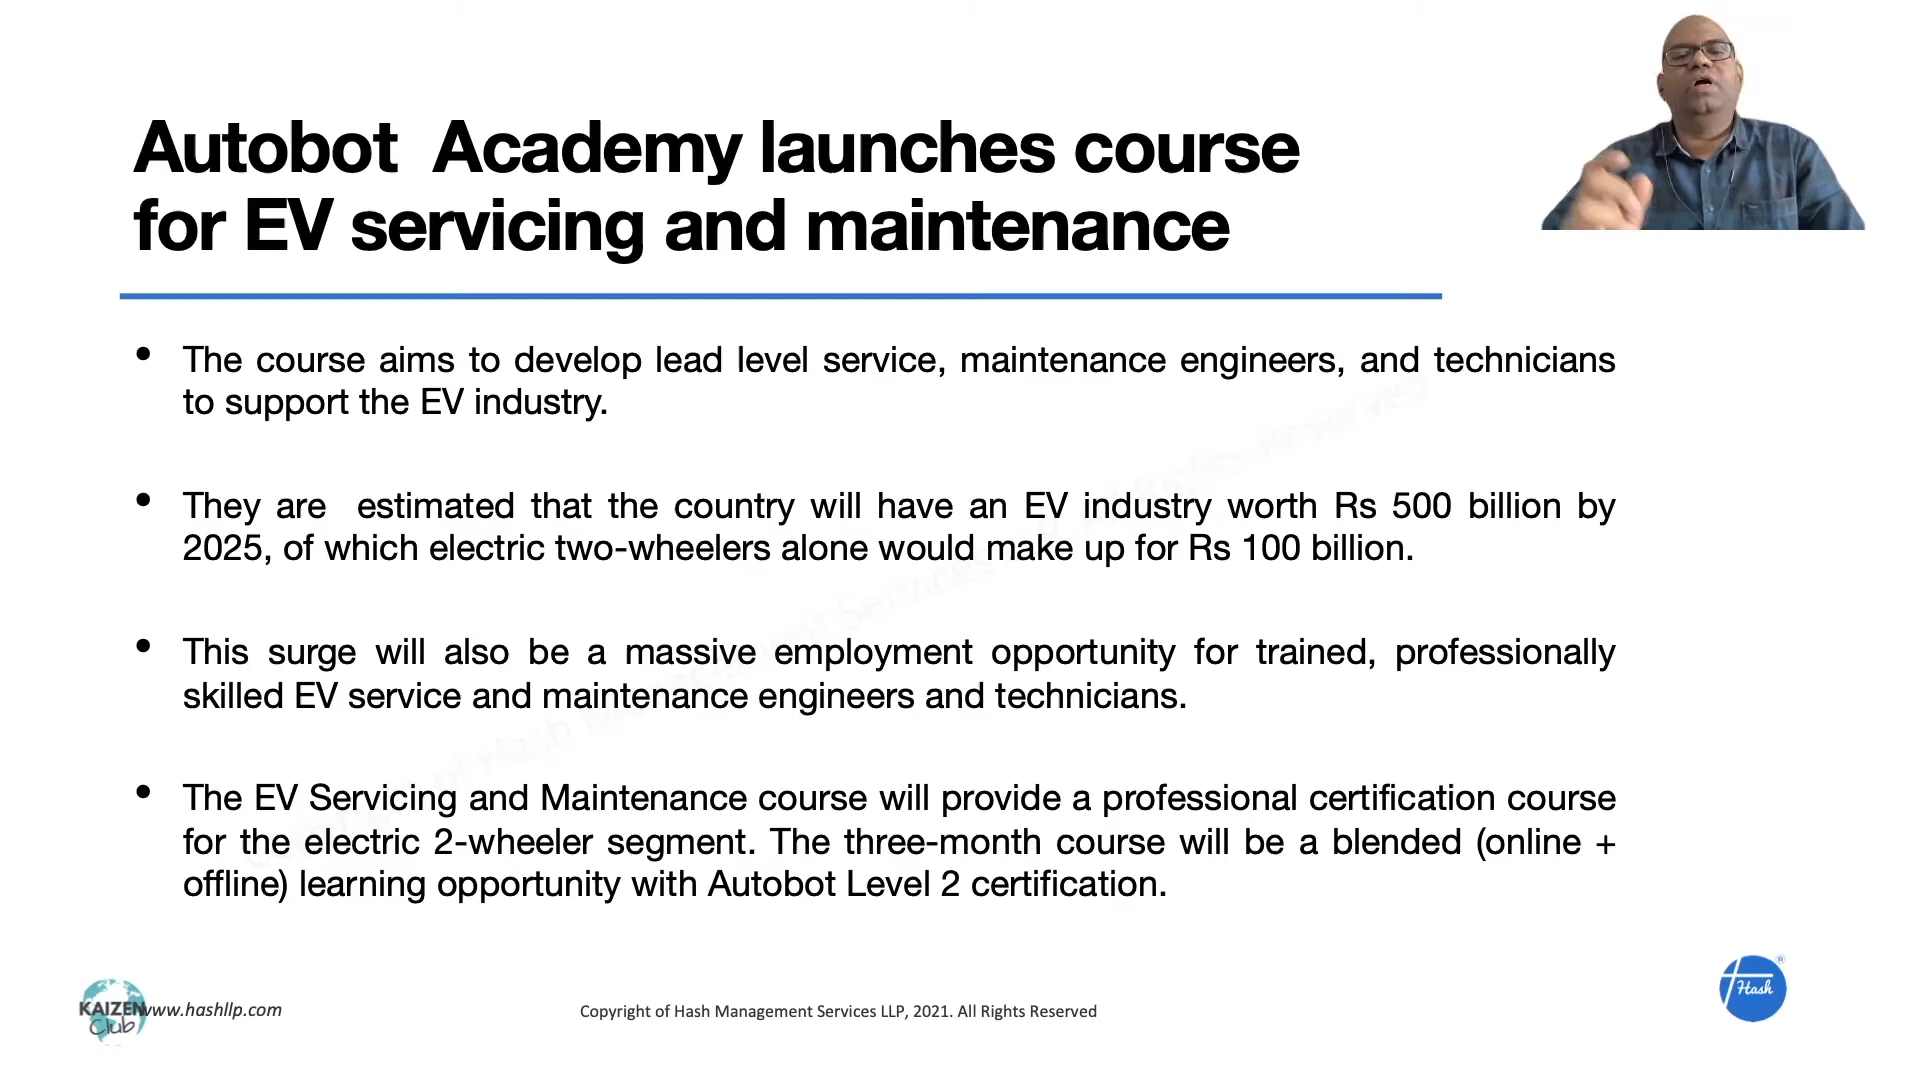 Autobot  Academy launches course
for EV servicing and maintenance
• The course aims to develop lead level service, maintenance engineers, and technicians
to support the EV industry.
• They are  estimated that the country will have an EV industry worth Rs 500 billion by
2025, of which electric two-wheelers alone would make up for Rs 100 billion.
• This surge will also be a massive employment opportunity for trained, professionally
skilled EV service and maintenance engineers and technicians.
• The EV Servicing and Maintenance course will provide a professional certification course
for the electric 2-wheeler segment. The three-month course will be a blended (online +
offline) learning opportunity with Autobot Level 2 certification.
KAIZEN
Club
www.hashllp.com
Copyright of Hash Management Services LLP, 2021. All Rights Reserved
Hash
®